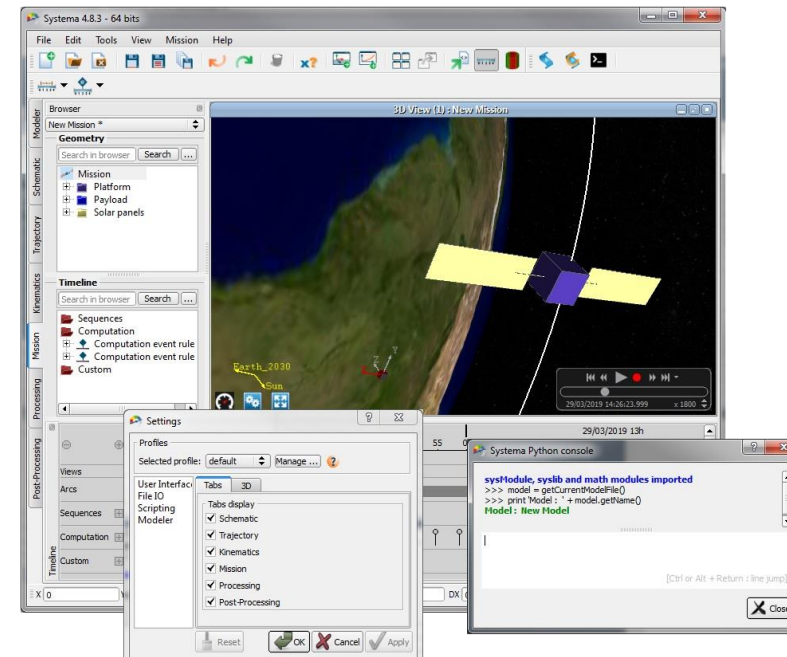 Systema 4.8.3 - 64 bits
File Edit Tools View Mission Help
Modeler
Schematic
Trajectory
Kinematics
Mission
Processing
Post-Processing
Browser
New Mission *
Geometry
Search in browser Search ...
Mission
Platform
Payload
Solar panels
Timeline
Search in browser Search ...
Sequences
Computation
Computation event rule
Computation event rule
Custom
3D View (1) : New Mission
Earth_2030
Sun
Z
Y
29/03/2019 14:26:23.999 x 1800
29/03/2019 13h
55
Views
Arcs
Sequences
Computation
Custom
Timeline
X 0
DX
Settings
Profiles
Selected profile: default Manage ...
User Interface
File IO
Scripting
Modeler
Tabs 3D
Tabs display
Schematic
Trajectory
Kinematics
Mission
Processing
Post-Processing
Reset OK Cancel Apply
Systema Python console
sysModule, syslib and math modules imported
>>> model = getCurrentModelFile()
>>> print 'Model : ' + model.getName()
Model : New Model
[Ctrl or Alt + Return : line jump]
Close